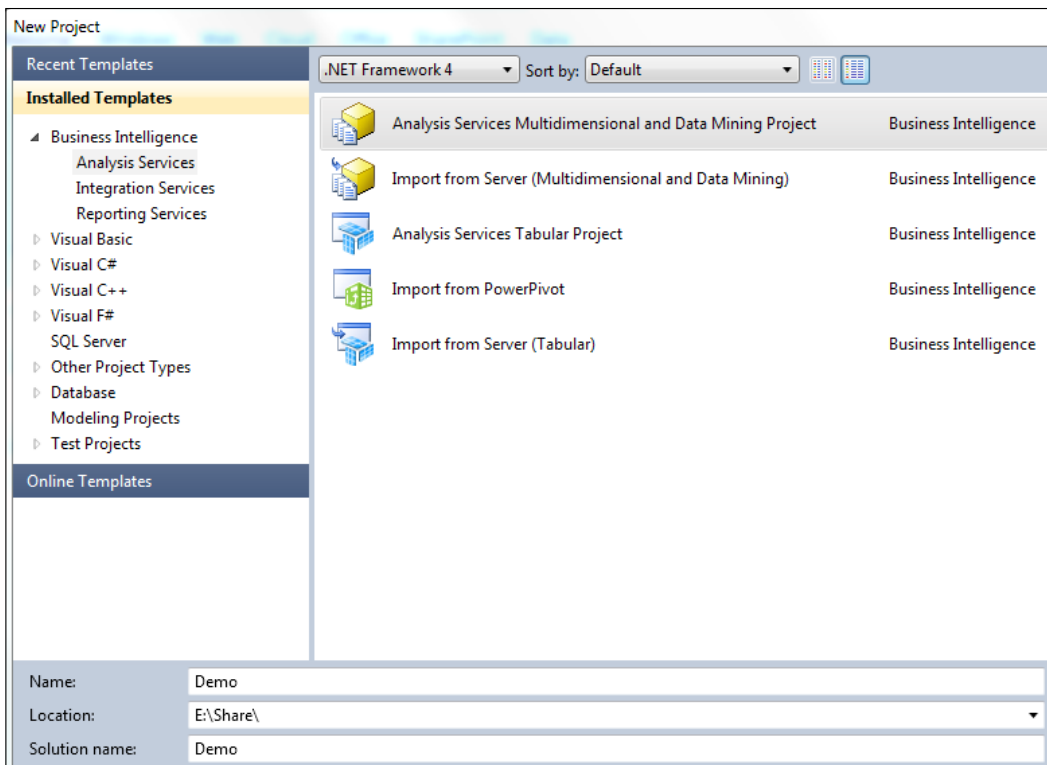 New Project
Recent Templates
.NET Framework 4 Sort by: Default
Installed Templates
Business Intelligence
Analysis Services
Integration Services
Reporting Services
Visual Basic
Visual C#
Visual C++
Visual F#
SQL Server
Other Project Types
Database
Modeling Projects
Test Projects
Online Templates
Analysis Services Multidimensional and Data Mining Project Business Intelligence
Import from Server (Multidimensional and Data Mining) Business Intelligence
Analysis Services Tabular Project Business Intelligence
Import from PowerPivot Business Intelligence
Import from Server (Tabular) Business Intelligence
Name: Demo
Location: E:\Share\
Solution name: Demo